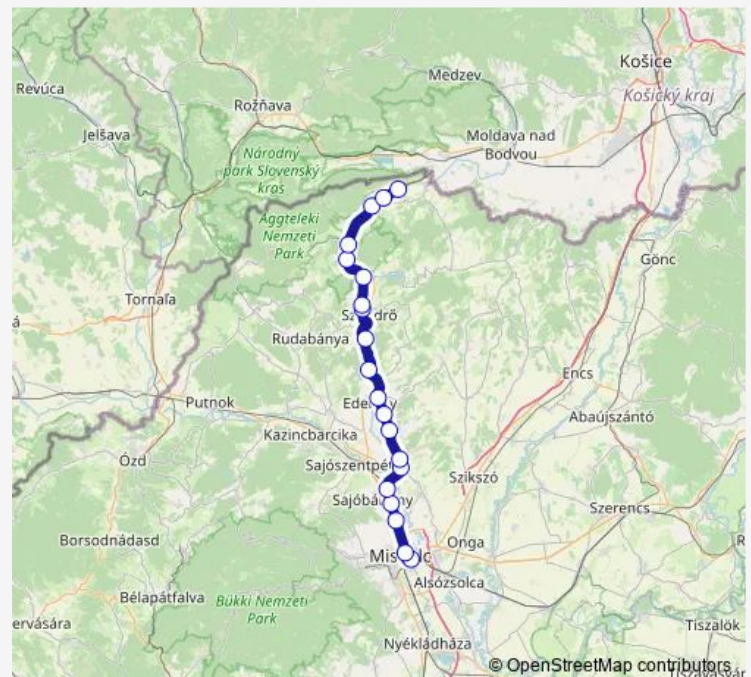 Košice
Revúca
Medzev
Košický kraj
Rožňava
Jelšava
Moldava nad
Bodvou
Národný
park Slovenský
kras
Aggteleki
Nemzeti
Park
Gönc
Tornaľa
Rudabánya
Encs
Putnok
Abaújszántó
Kazincbarcika
Ózd
Szikszó
Szerencs
Borsodnádasd
Onga
Alsózsolca
Bélapátfalva
Bükki Nemzeti
Park
Tiszalök
Nyékládháza
© OpenStreetMap contributors